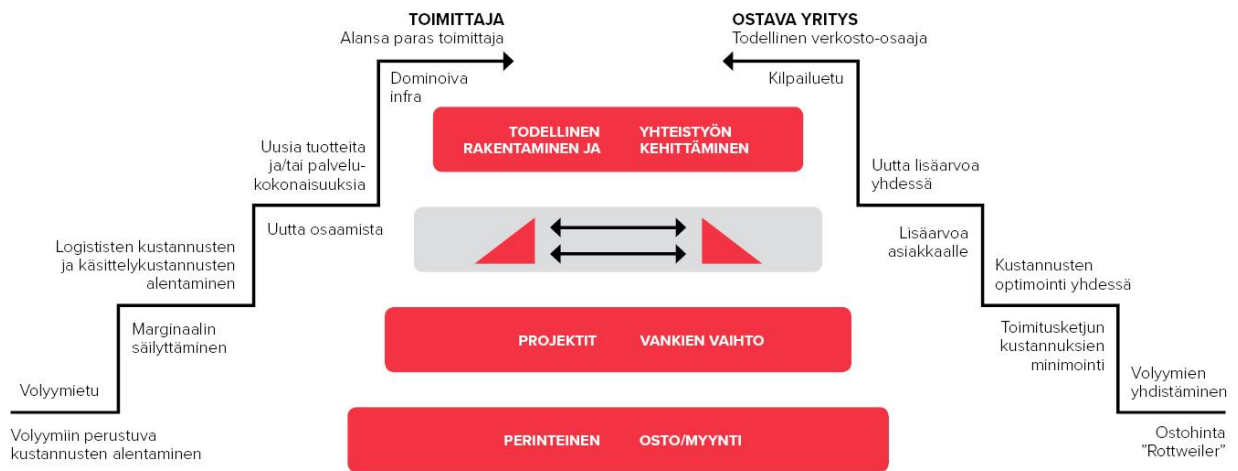 TOIMITTAJA
Alansa paras toimittaja
OSTAVA YRITYS
Todellinen verkosto-osaaja
Dominoiva
infra
Kilpailuetu
TODELLINEN
RAKENTAMINEN JA
YHTEISTYÖN
KEHITTÄMINEN
Uusia tuotteita
ja/tai palvelu-
kokonaisuuksia
Uutta lisäarvoa
yhdessä
Uutta osaamista
Lisäarvoa
asiakkaalle
Logististen kustannusten
ja käsittelykustannusten
alentaminen
Kustannusten
optimointi yhdessä
Marginaalin
säilyttäminen
PROJEKTIT
VANKIEN VAIHTO
Toimitusketjun
kustannuksien
minimointi
Volyymietu
Volyymien
yhdistäminen
Volyymiin perustuva
kustannusten alentaminen
PERINTEINEN
OSTO/MYYNTI
Ostohinta
"Rottweiler"